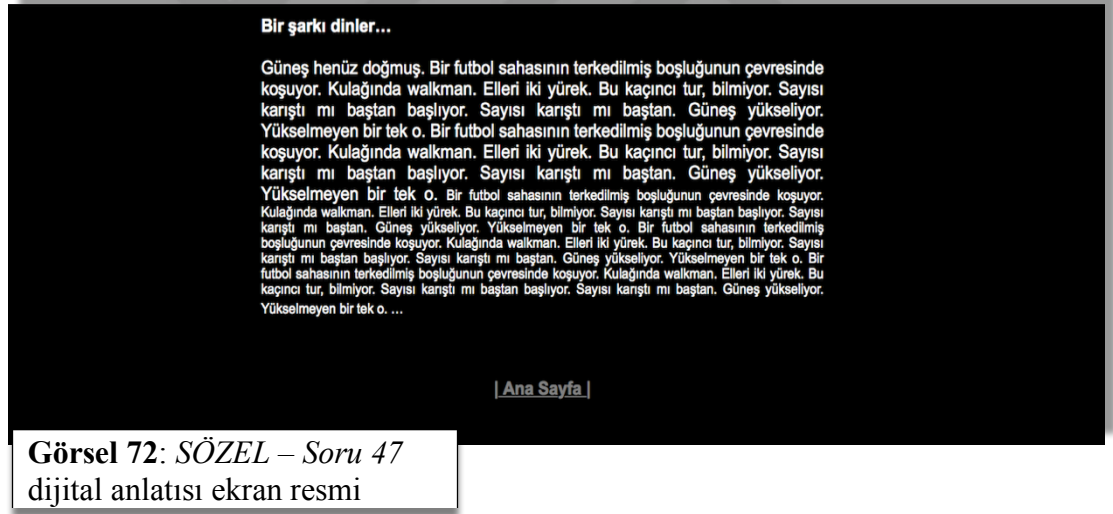 Bir şarkı dinler…
Güneş henüz doğmuş. Bir futbol sahasının terkedilmiş boşluğunun çevresinde
koşuyor. Kulağında walkman. Elleri iki yürek. Bu kaçıncı tur, bilmiyor. Sayısı
karıştı mı baştan başlıyor. Sayısı karıştı mı baştan. Güneş yükseliyor.
Yükselmeyen bir tek o. Bir futbol sahasının terkedilmiş boşluğunun çevresinde
koşuyor. Kulağında walkman. Elleri iki yürek. Bu kaçıncı tur, bilmiyor. Sayısı
karıştı mı baştan başlıyor. Sayısı karıştı mı baştan. Güneş yükseliyor.
Yükselmeyen bir tek o. Bir futbol sahasının terkedilmiş boşluğunun çevresinde koşuyor.
Kulağında walkman. Elleri iki yürek. Bu kaçıncı tur, bilmiyor. Sayısı karıştı mı baştan başlıyor. Sayısı
karıştı mı baştan. Güneş yükseliyor. Yükselmeyen bir tek o. Bir futbol sahasının terkedilmiş
boşluğunun çevresinde koşuyor. Kulağında walkman. Elleri iki yürek. Bu kaçıncı tur, bilmiyor. Sayısı
karıştı mı baştan başlıyor. Sayısı karıştı mı baştan. Güneş yükseliyor. Yükselmeyen bir tek o. Bir
futbol sahasının terkedilmiş boşluğunun çevresinde koşuyor. Kulağında walkman. Elleri iki yürek. Bu
kaçıncı tur, bilmiyor. Sayısı karıştı mı baştan başlıyor. Sayısı karıştı mı baştan. Güneş yükseliyor.
Yükselmeyen bir tek o. …
| Ana Sayfa |
Görsel 72: SÖZEL – Soru 47
dijital anlatısı ekran resmi